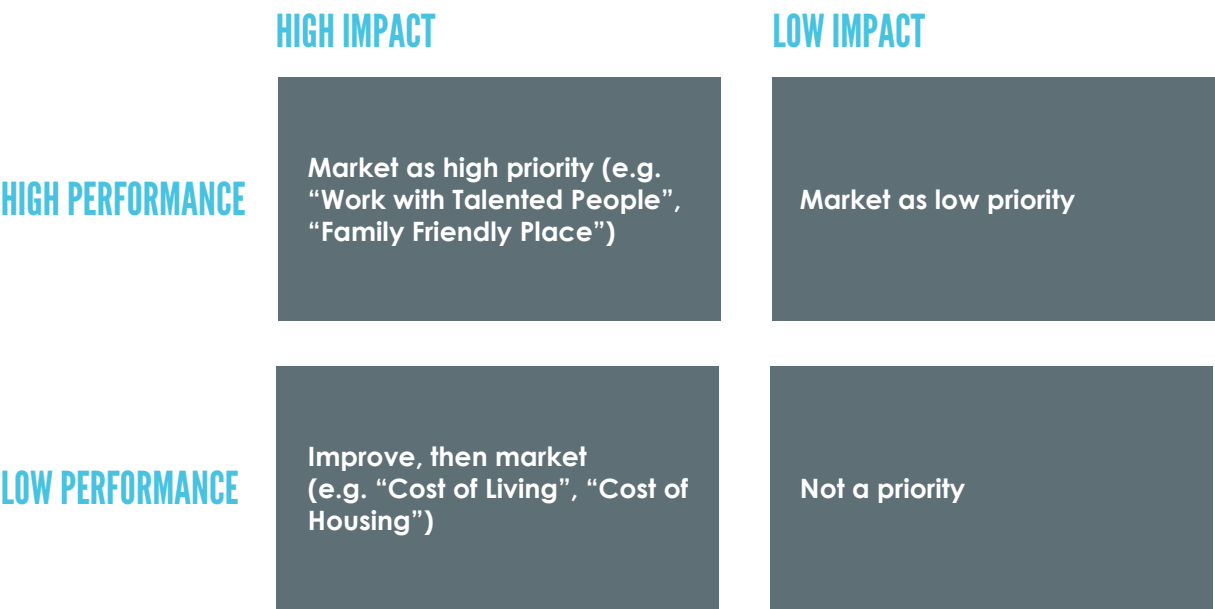 HIGH IMPACT
LOW IMPACT
HIGH PERFORMANCE
Market as high priority (e.g.
“Work with Talented People”,
“Family Friendly Place”)
Market as low priority
LOW PERFORMANCE
Improve, then market
(e.g. “Cost of Living”, “Cost of
Housing”)
Not a priority